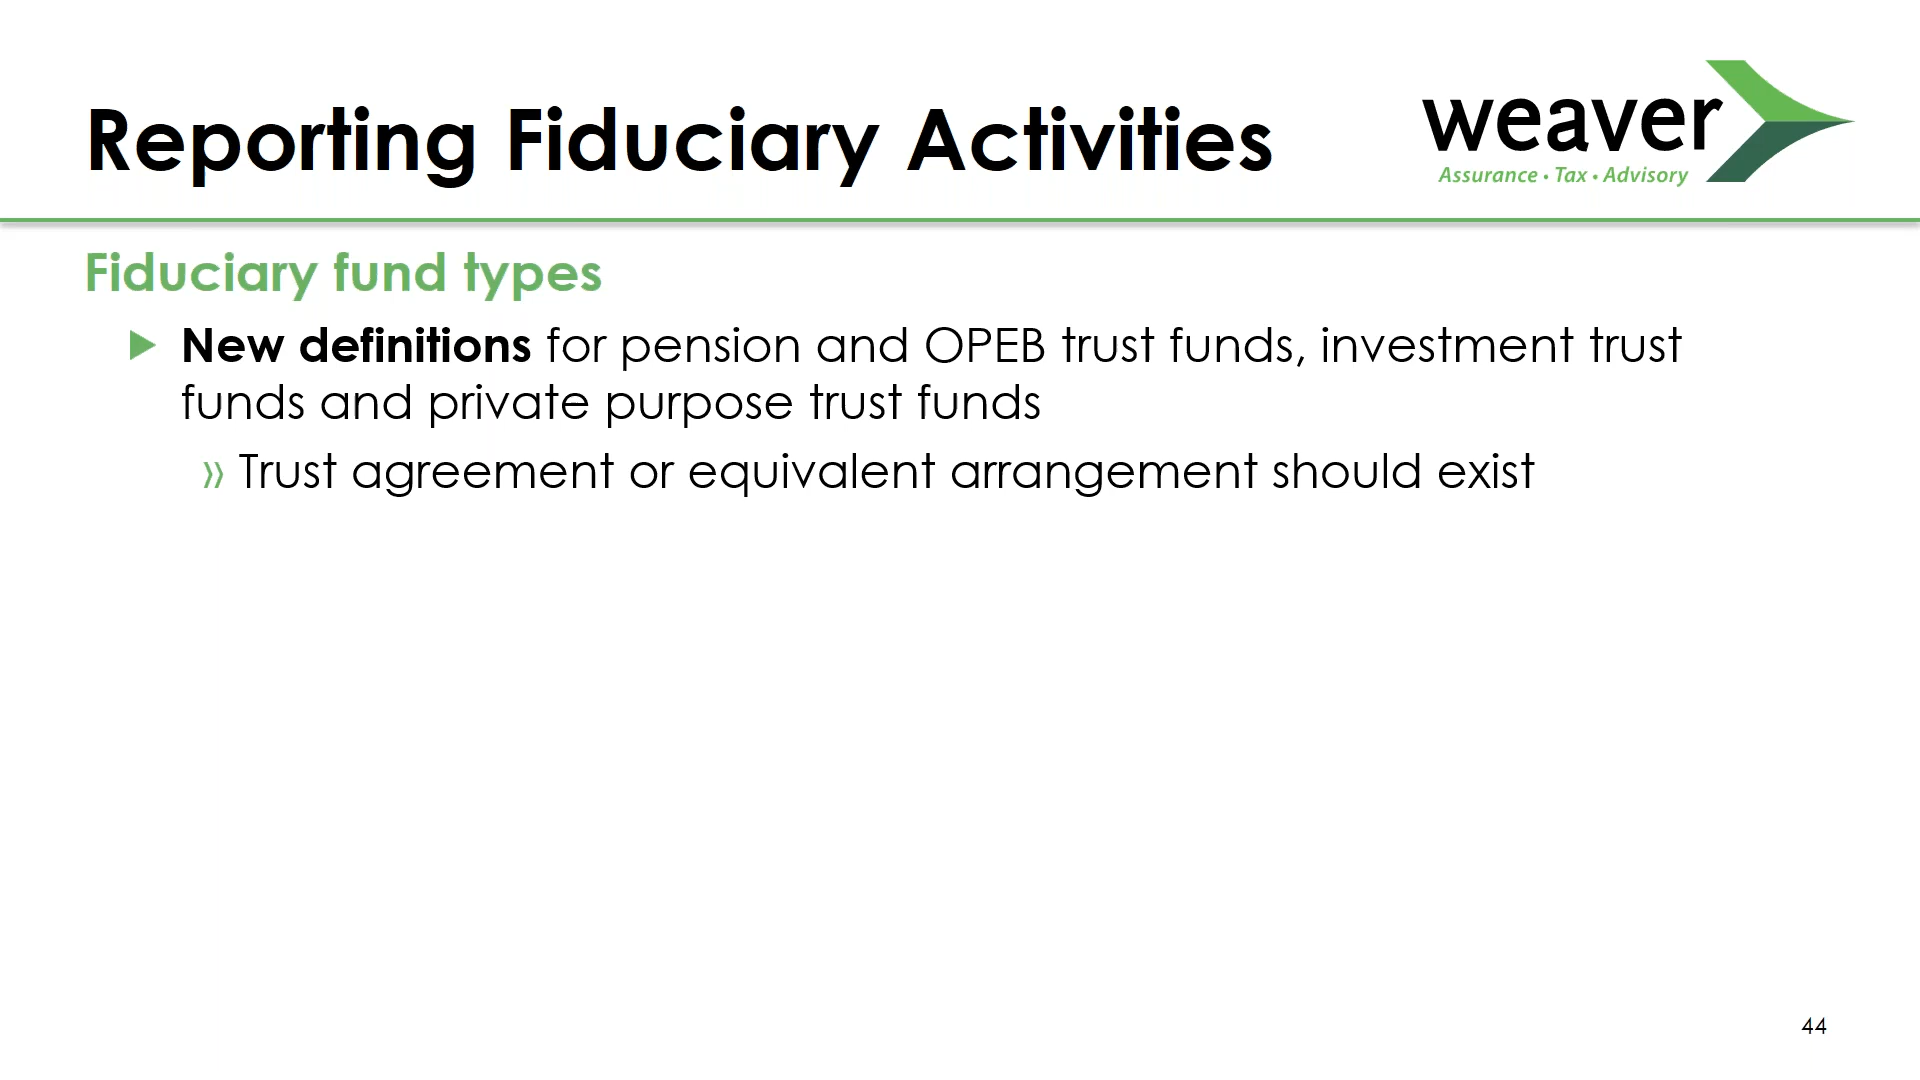 Reporting Fiduciary Activities
weaver
Assurance • Tax • Advisory
Fiduciary fund types
New definitions for pension and OPEB trust funds, investment trust
funds and private purpose trust funds
» Trust agreement or equivalent arrangement should exist
44